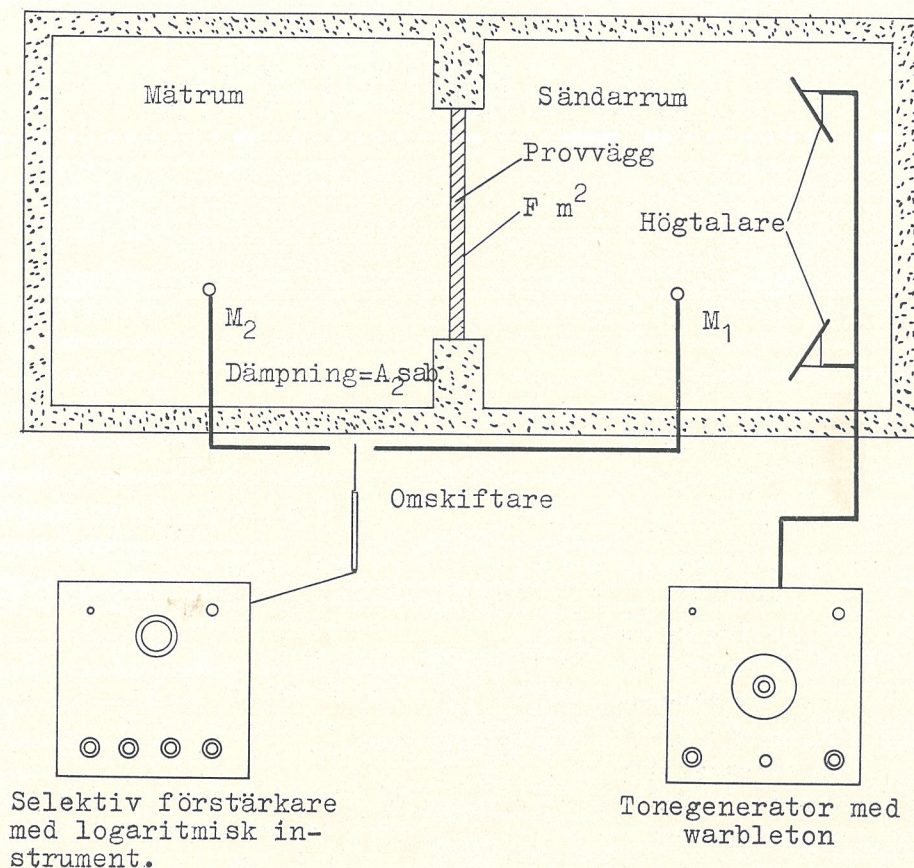 Mätrum
Sändarrum
Provvägg
F m²
Högtalare
M₂
M₁
Dämpning=A₂sab
Omskiftare
Selektiv förstärkare
med logaritmisk in-
strument.
Tonegenerator med
warbleton